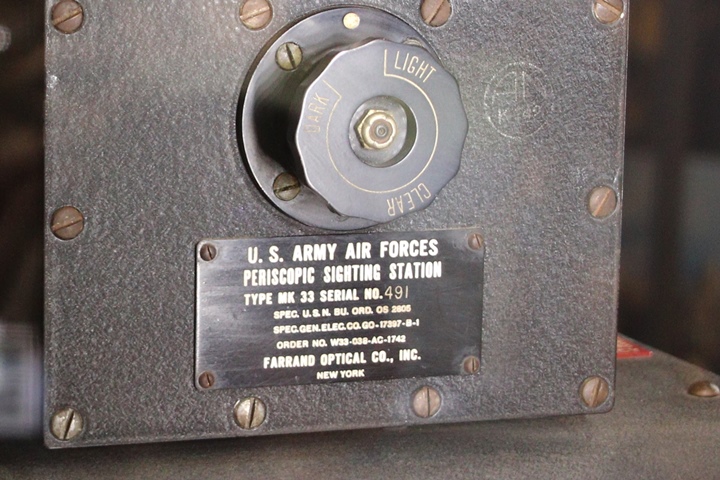 LIGHT
DARK
CLEAR
U. S. ARMY AIR FORCES
PERISCOPIC SIGHTING STATION
TYPE MK 33 SERIAL NO. 491
SPEC. U.S.N. BU. ORD. OS 2805
SPEC.GEN.ELEC.CO.GO-17397-B-1
ORDER NO. W33-038-AC-1742
FARRAND OPTICAL CO., INC.
NEW YORK